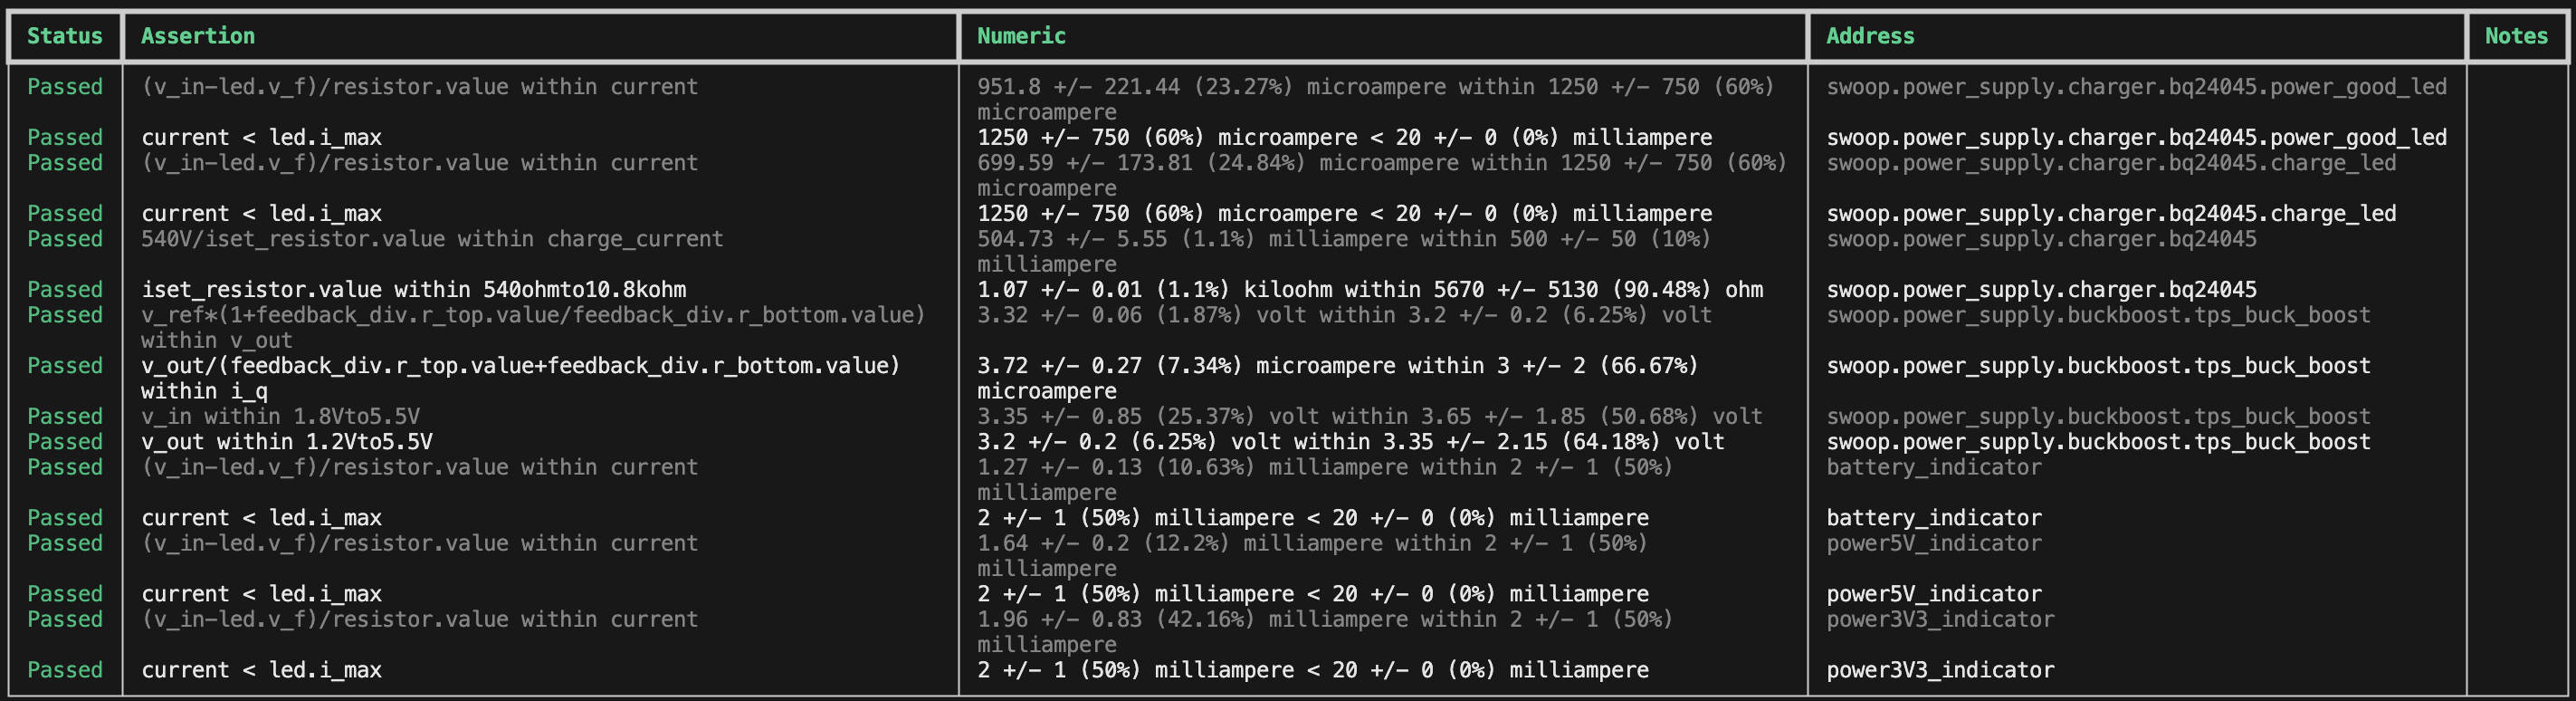 Status Assertion Numeric Address Notes
Passed (v_in-led.v_f)/resistor.value within current 951.8 +/- 221.44 (23.27%) microampere within 1250 +/- 750 (60%) swoop.power_supply.charger.bq24045.power_good_led
microampere
Passed current < led.i_max 1250 +/- 750 (60%) microampere < 20 +/- 0 (0%) milliampere swoop.power_supply.charger.bq24045.power_good_led
Passed (v_in-led.v_f)/resistor.value within current 699.59 +/- 173.81 (24.84%) microampere within 1250 +/- 750 (60%) swoop.power_supply.charger.bq24045.charge_led
microampere
Passed current < led.i_max 1250 +/- 750 (60%) microampere < 20 +/- 0 (0%) milliampere swoop.power_supply.charger.bq24045.charge_led
Passed 540V/iset_resistor.value within charge_current 504.73 +/- 5.55 (1.1%) milliampere within 500 +/- 50 (10%) swoop.power_supply.charger.bq24045
milliampere
Passed iset_resistor.value within 540ohmto10.8kohm 1.07 +/- 0.01 (1.1%) kiloohm within 5670 +/- 5130 (90.48%) ohm swoop.power_supply.charger.bq24045
Passed v_ref*(1+feedback_div.r_top.value/feedback_div.r_bottom.value) 3.32 +/- 0.06 (1.87%) volt within 3.2 +/- 0.2 (6.25%) volt swoop.power_supply.buckboost.tps_buck_boost
within v_out
Passed v_out/(feedback_div.r_top.value+feedback_div.r_bottom.value) 3.72 +/- 0.27 (7.34%) microampere within 3 +/- 2 (66.67%) swoop.power_supply.buckboost.tps_buck_boost
within i_q microampere
Passed v_in within 1.8Vto5.5V 3.35 +/- 0.85 (25.37%) volt within 3.65 +/- 1.85 (50.68%) volt swoop.power_supply.buckboost.tps_buck_boost
Passed v_out within 1.2Vto5.5V 3.2 +/- 0.2 (6.25%) volt within 3.35 +/- 2.15 (64.18%) volt swoop.power_supply.buckboost.tps_buck_boost
Passed (v_in-led.v_f)/resistor.value within current 1.27 +/- 0.13 (10.63%) milliampere within 2 +/- 1 (50%) battery_indicator
milliampere
Passed current < led.i_max 2 +/- 1 (50%) milliampere < 20 +/- 0 (0%) milliampere battery_indicator
Passed (v_in-led.v_f)/resistor.value within current 1.64 +/- 0.2 (12.2%) milliampere within 2 +/- 1 (50%) power5V_indicator
milliampere
Passed current < led.i_max 2 +/- 1 (50%) milliampere < 20 +/- 0 (0%) milliampere power5V_indicator
Passed (v_in-led.v_f)/resistor.value within current 1.96 +/- 0.83 (42.16%) milliampere within 2 +/- 1 (50%) power3V3_indicator
milliampere
Passed current < led.i_max 2 +/- 1 (50%) milliampere < 20 +/- 0 (0%) milliampere power3V3_indicator